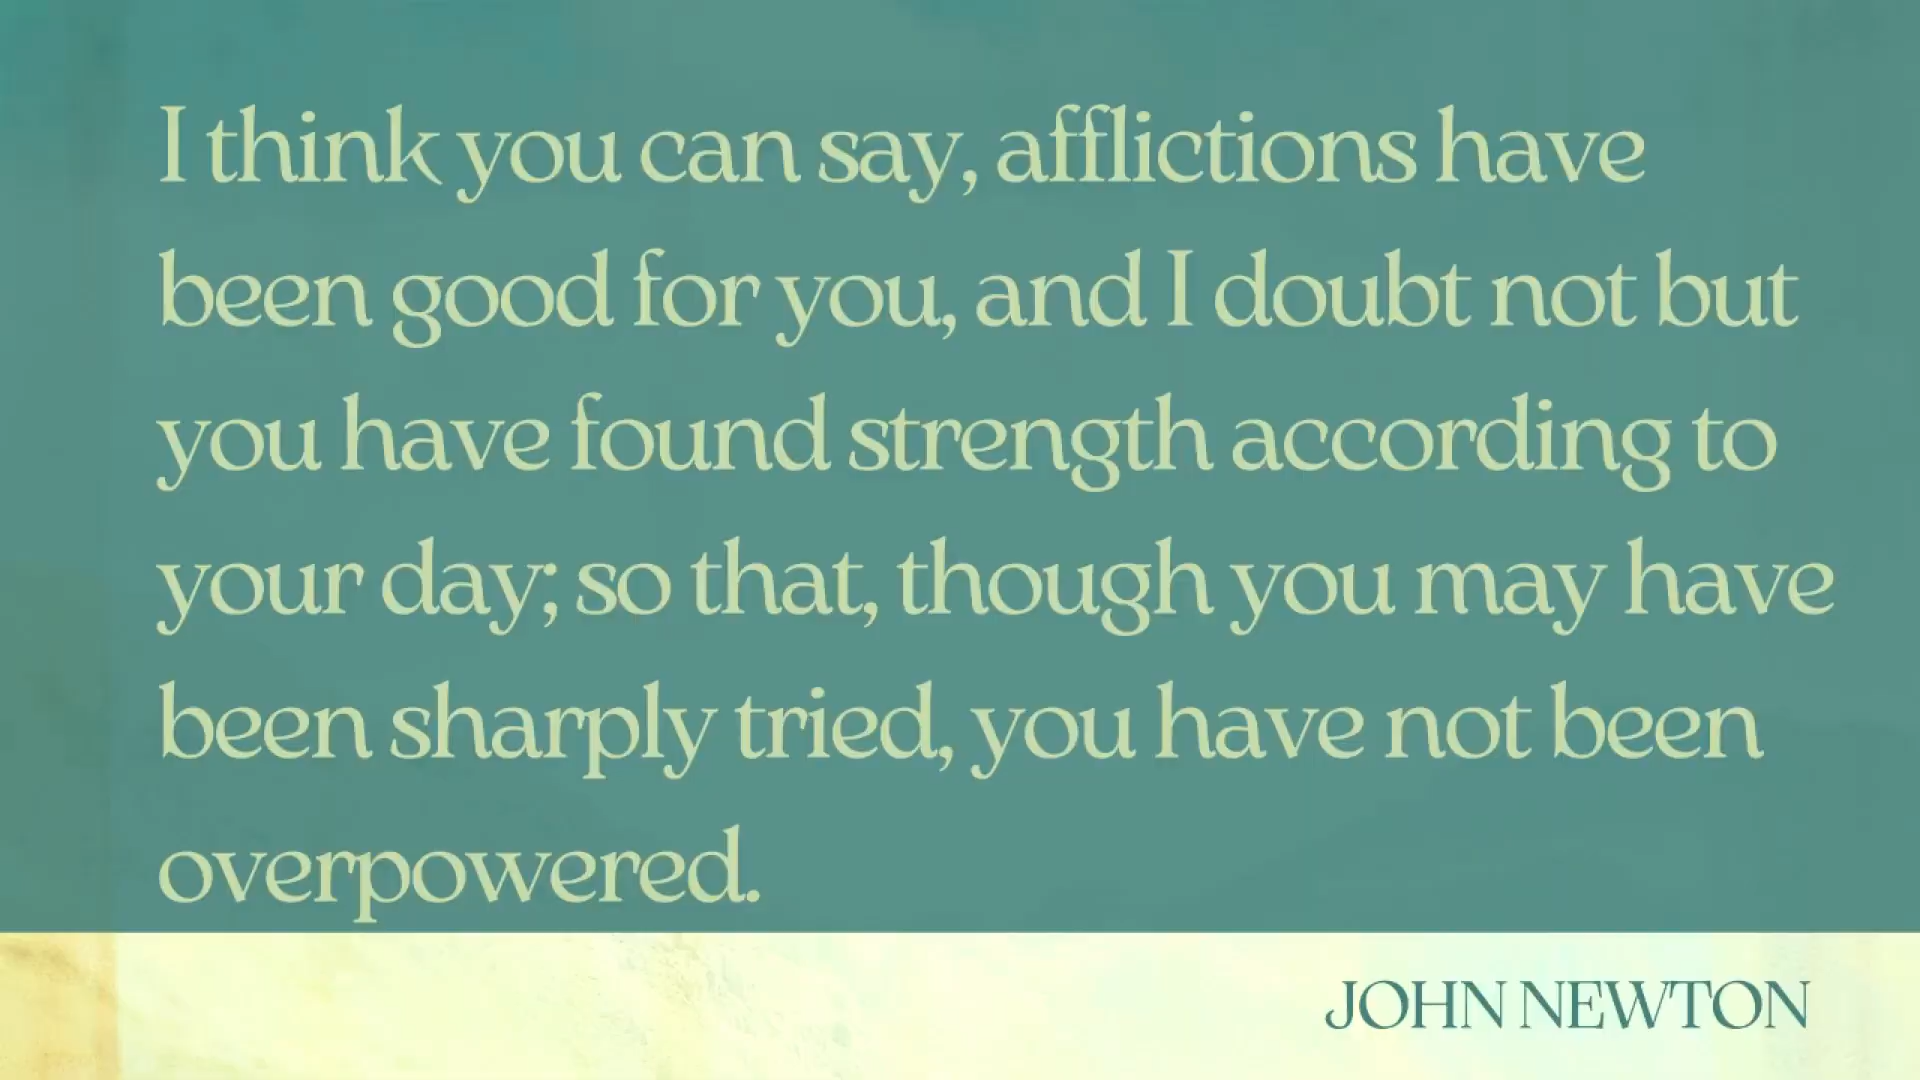 I think you can say, afflictions have
been good for you, and I doubt not but
you have found strength according to
your day; so that, though you may have
been sharply tried, you have not been
overpowered.
JOHN NEWTON